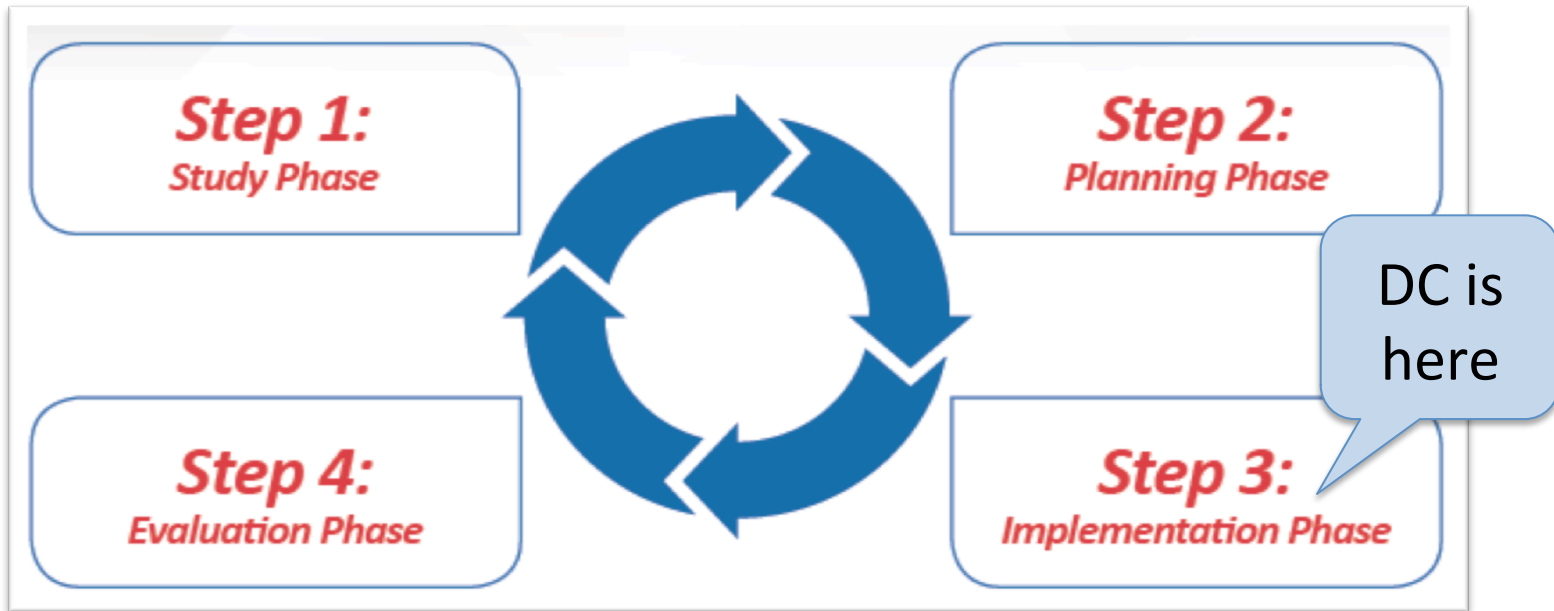 Step 1:
Study Phase
Step 2:
Planning Phase
DC is
here
Step 4:
Evaluation Phase
Step 3:
Implementation Phase